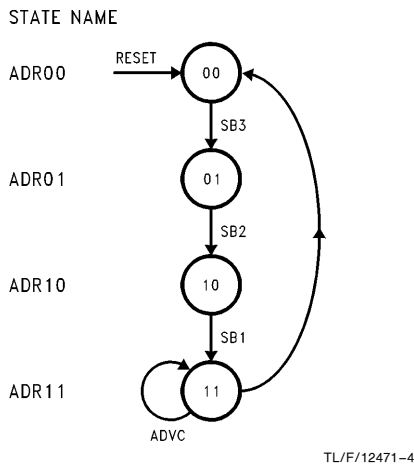 STATE NAME
ADR00 RESET 00
SB3
ADR01 01
SB2
ADR10 10
SB1
ADR11 11
ADVC
TL/F/12471–4